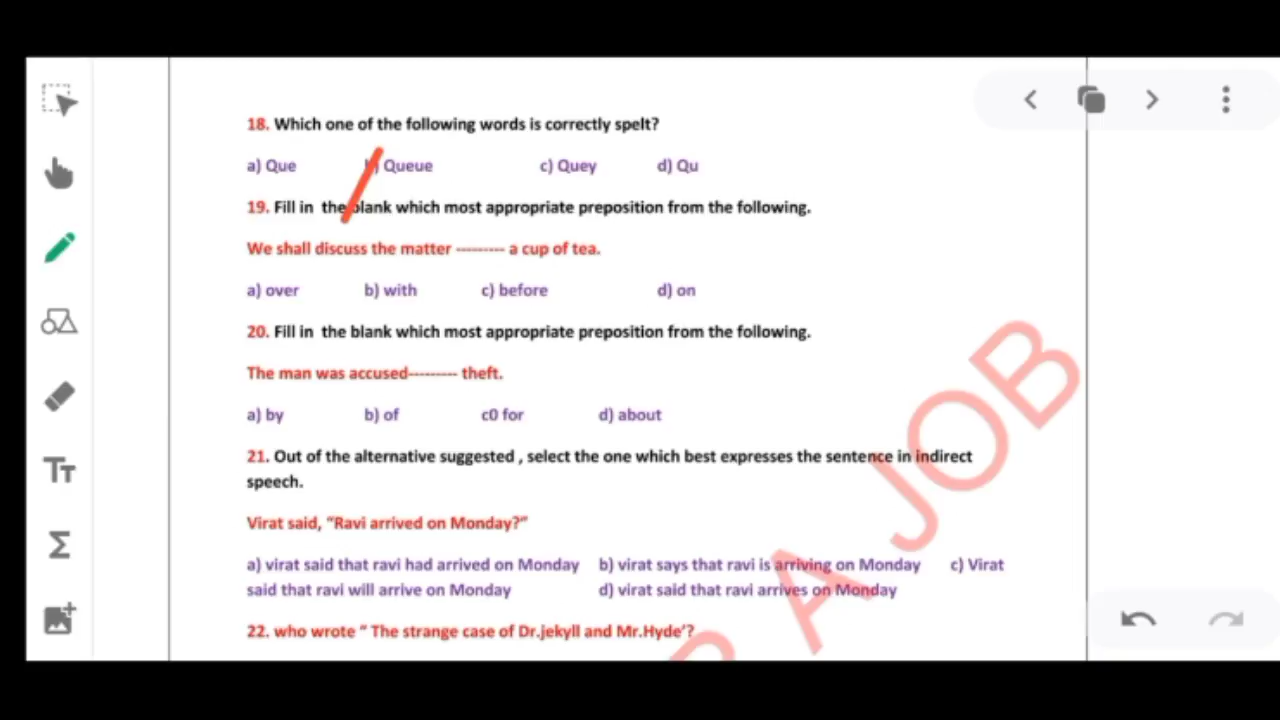 18. Which one of the following words is correctly spelt?
a) Que b) Queue c) Quey d) Qu
19. Fill in the blank which most appropriate preposition from the following.
We shall discuss the matter --------- a cup of tea.
a) over b) with c) before d) on
20. Fill in the blank which most appropriate preposition from the following.
The man was accused--------- theft.
a) by b) of c0 for d) about
21. Out of the alternative suggested , select the one which best expresses the sentence in indirect
speech.
Virat said, “Ravi arrived on Monday?”
a) virat said that ravi had arrived on Monday b) virat says that ravi is arriving on Monday c) Virat
said that ravi will arrive on Monday d) virat said that ravi arrives on Monday
22. who wrote “ The strange case of Dr.jekyll and Mr.Hyde’?
A JOB